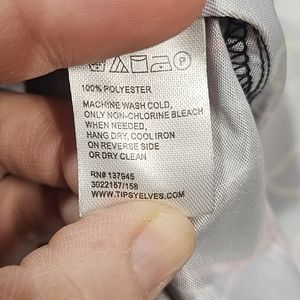 100% POLYESTER
MACHINE WASH COLD,
ONLY NON-CHLORINE BLEACH
WHEN NEEDED,
HANG DRY, COOL IRON
ON REVERSE SIDE
OR DRY CLEAN
RN# 137945
3022157/158
WWW.TIPSYELVES.COM